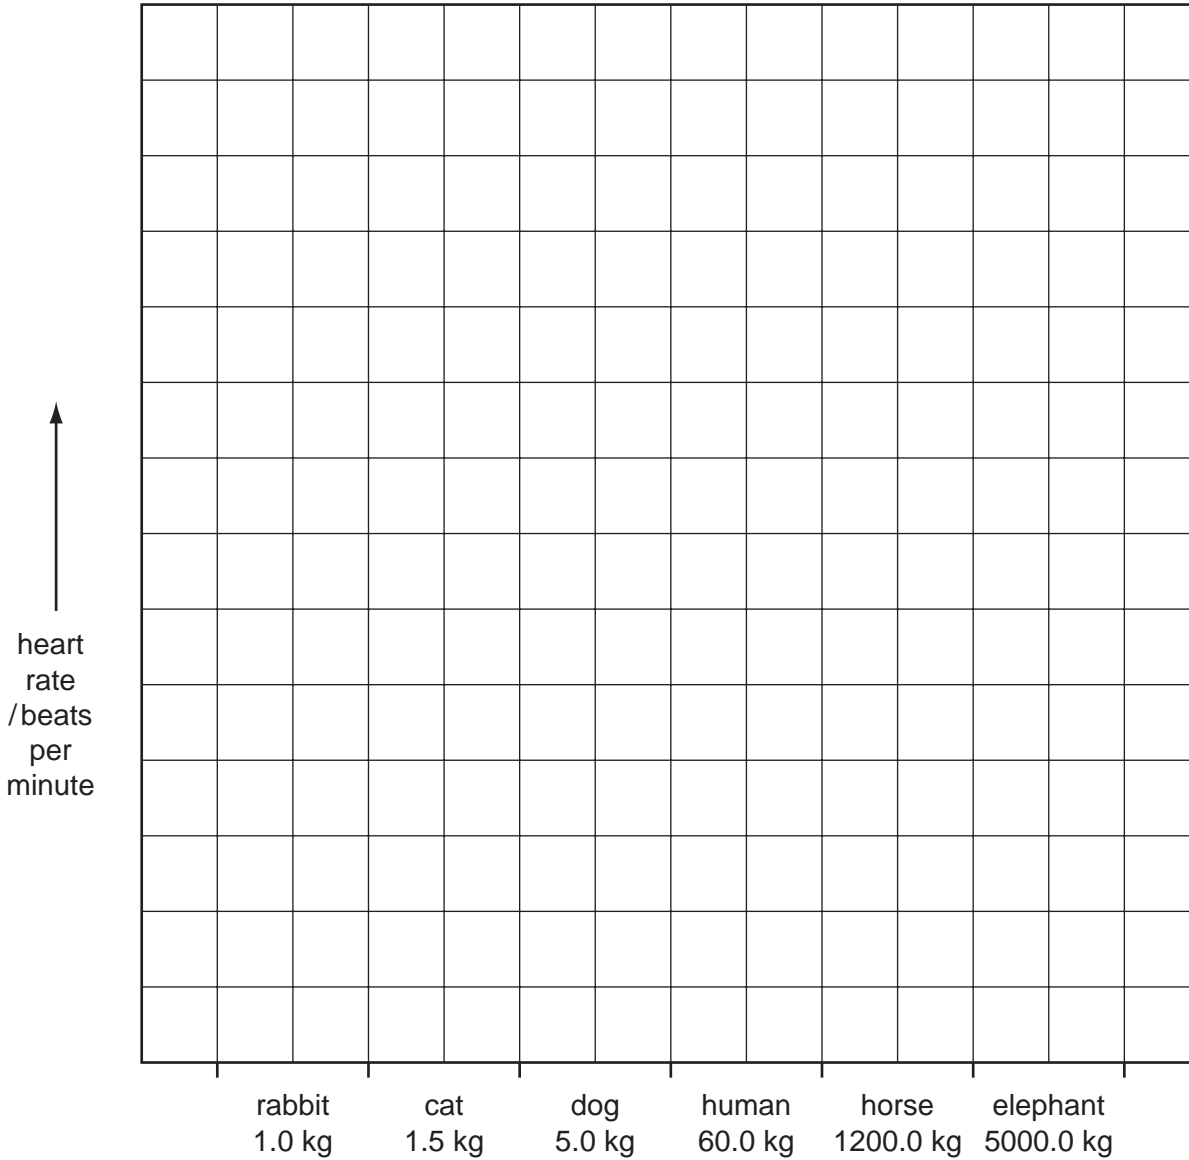 heart
rate
/ beats
per
minute
rabbit cat dog human horse elephant
1.0 kg 1.5 kg 5.0 kg 60.0 kg 1200.0 kg 5000.0 kg